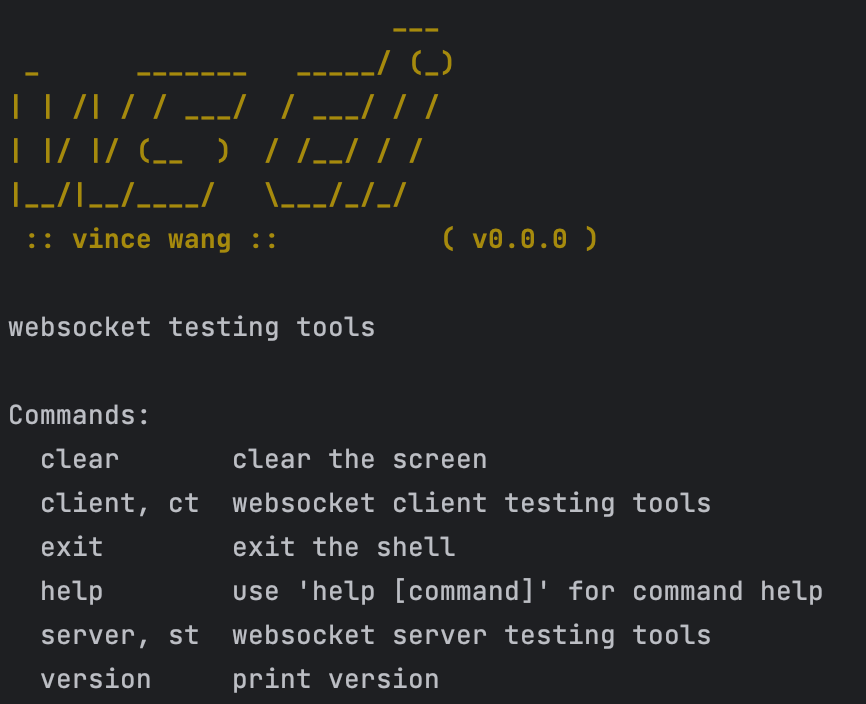 ___
 _      _______   _____/ (_)
| | /| / / ___/  / ___/ / /
| |/ |/ (__  )  / /__/ / /
|__/|__/____/   \___/_/_/
 :: vince wang ::          ( v0.0.0 )
websocket testing tools
Commands:
  clear       clear the screen
  client, ct  websocket client testing tools
  exit        exit the shell
  help        use 'help [command]' for command help
  server, st  websocket server testing tools
  version     print version